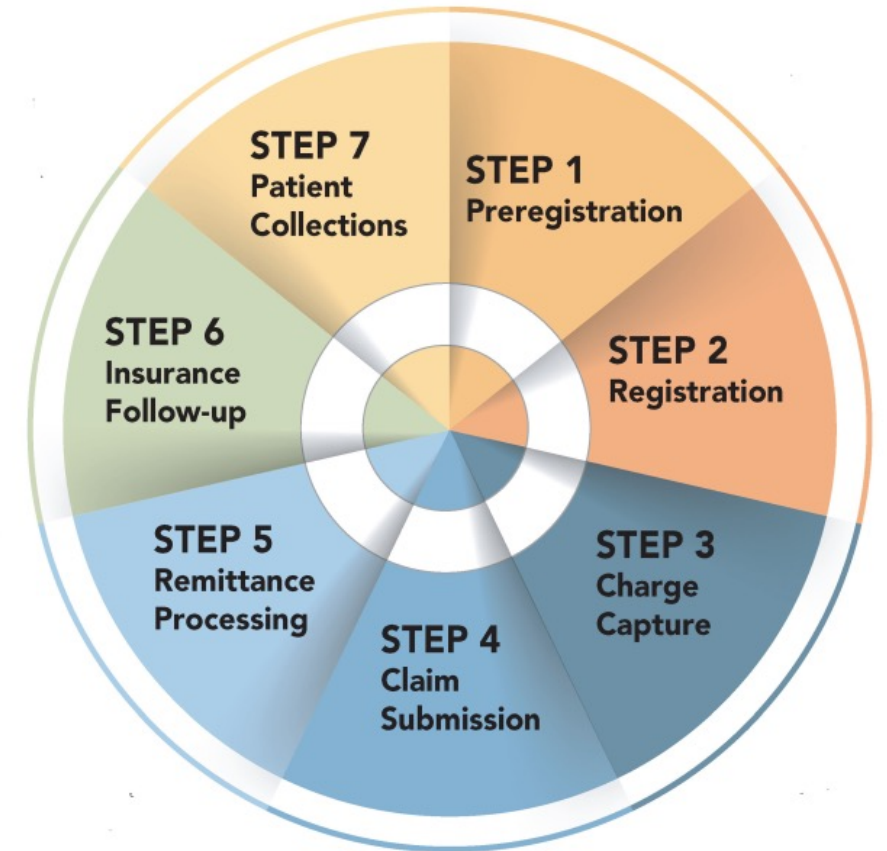 STEP 1
Preregistration
STEP 2
Registration
STEP 3
Charge
Capture
STEP 4
Claim
Submission
STEP 5
Remittance
Processing
STEP 6
Insurance
Follow-up
STEP 7
Patient
Collections